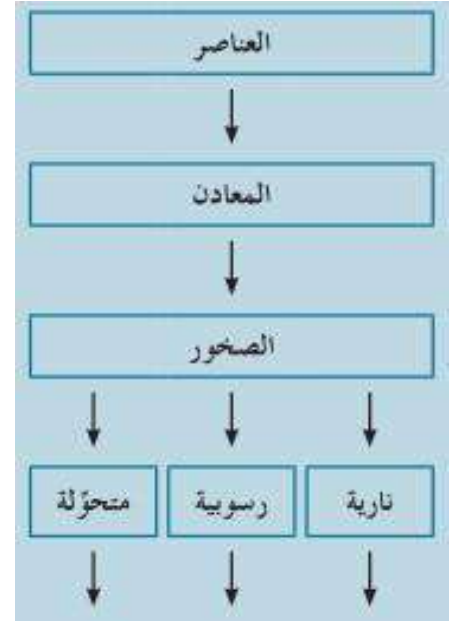 العناصر
المعادن
الصخور
نارية
رسوبية
متحوّلة